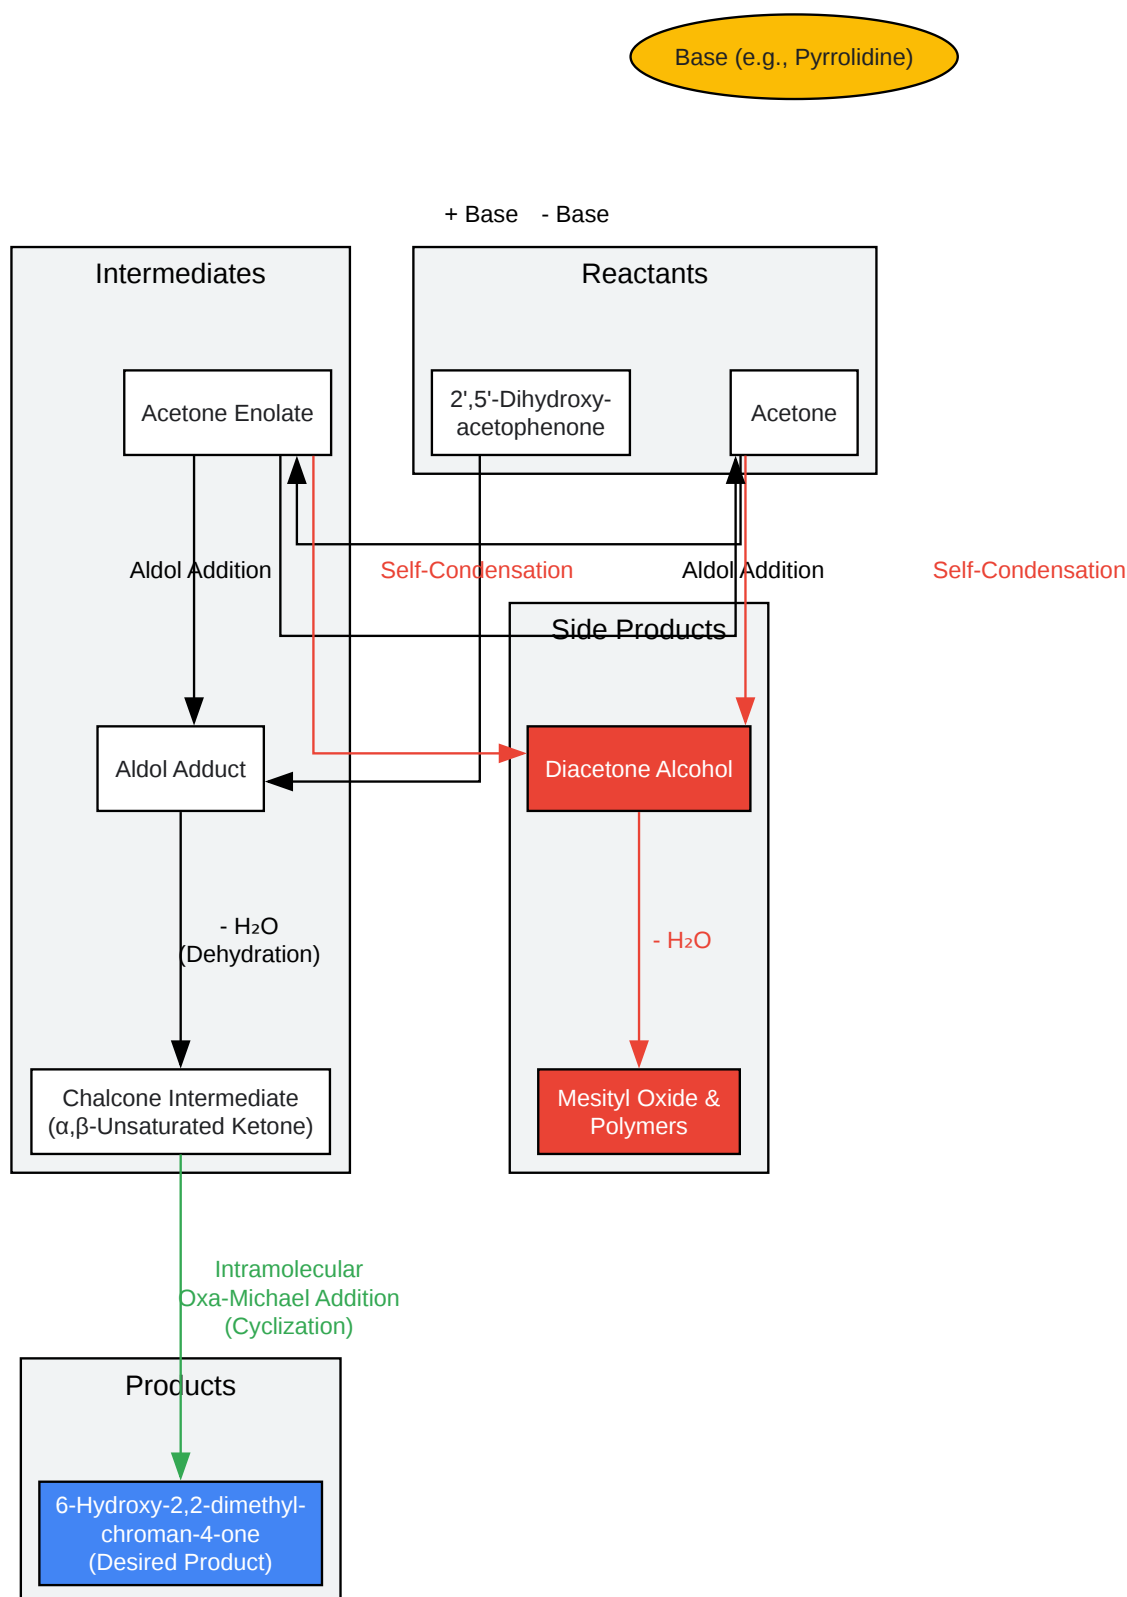 Base (e.g., Pyrrolidine)
+ Base
- Base
Intermediates
Reactants
Acetone Enolate
2',5'-Dihydroxy-
acetophenone
Acetone
Aldol Addition
Self-Condensation
Aldol Addition
Self-Condensation
Side Products
Aldol Adduct
Diacetone Alcohol
- H₂O
(Dehydration)
- H₂O
Chalcone Intermediate
(α,β-Unsaturated Ketone)
Mesityl Oxide &
Polymers
Intramolecular
Oxa-Michael Addition
(Cyclization)
Products
6-Hydroxy-2,2-dimethyl-
chroman-4-one
(Desired Product)